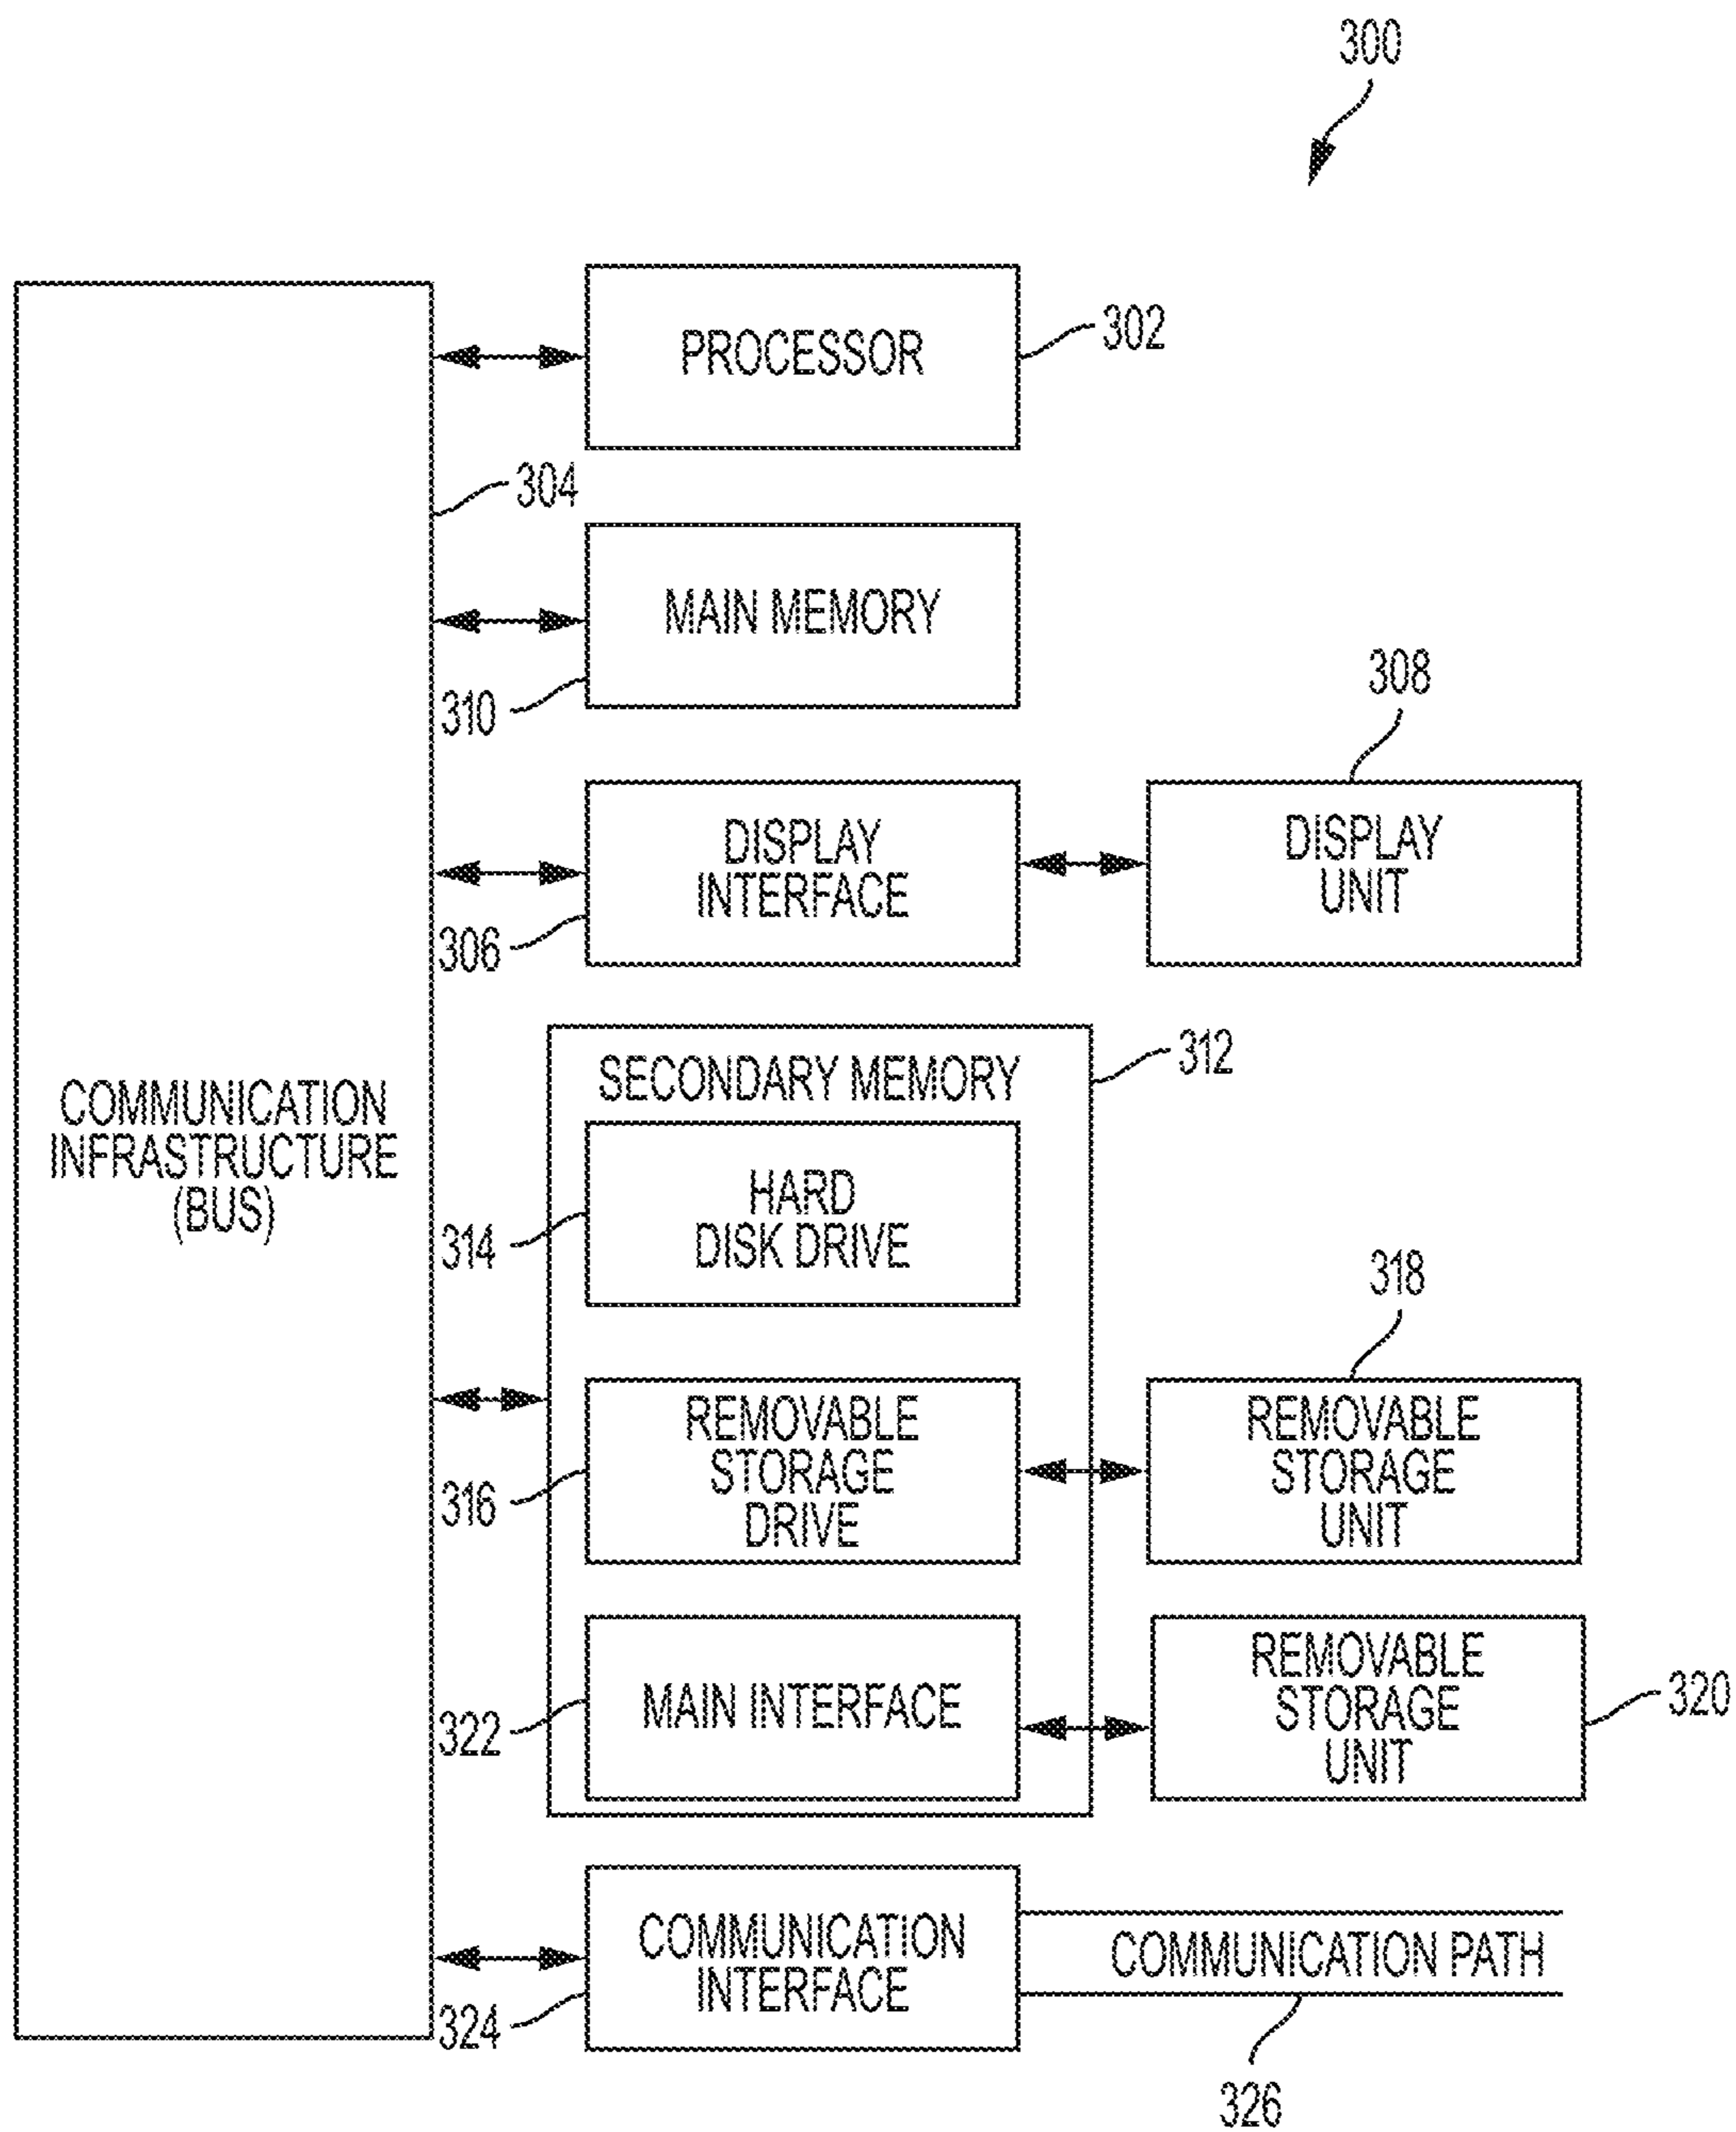 300
PROCESSOR
302
304
MAIN MEMORY
310
308
DISPLAY
INTERFACE
306
DISPLAY
UNIT
COMMUNICATION
INFRASTRUCTURE
(BUS)
SECONDARY MEMORY
312
HARD
DISK DRIVE
314
318
REMOVABLE
STORAGE
DRIVE
316
REMOVABLE
STORAGE
UNIT
MAIN INTERFACE
322
REMOVABLE
STORAGE
UNIT
320
COMMUNICATION
INTERFACE
324
COMMUNICATION PATH
326